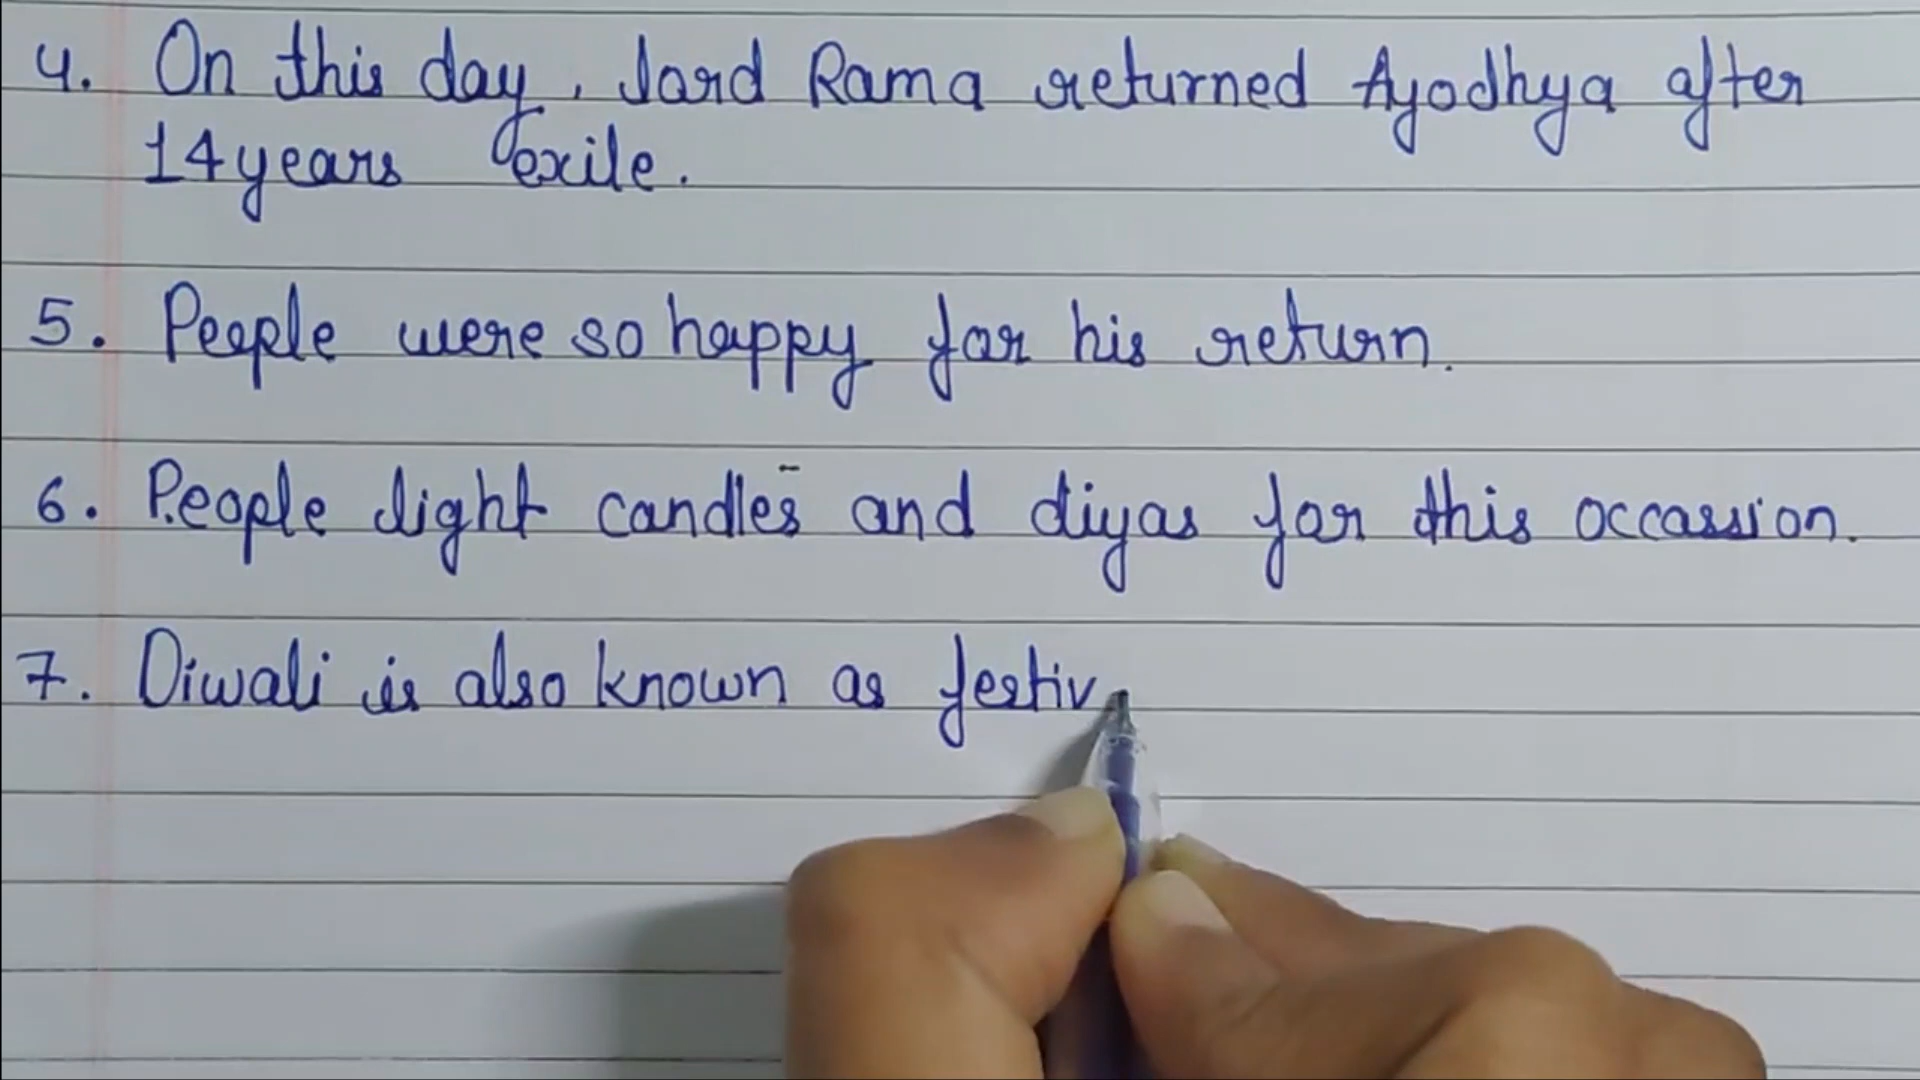 4. On this day, Lord Rama returned Ayodhya after
14 years exile.
5. People were so happy for his return.
6. People light candles and diyas for this occassion.
7. Diwali is also known as festiv